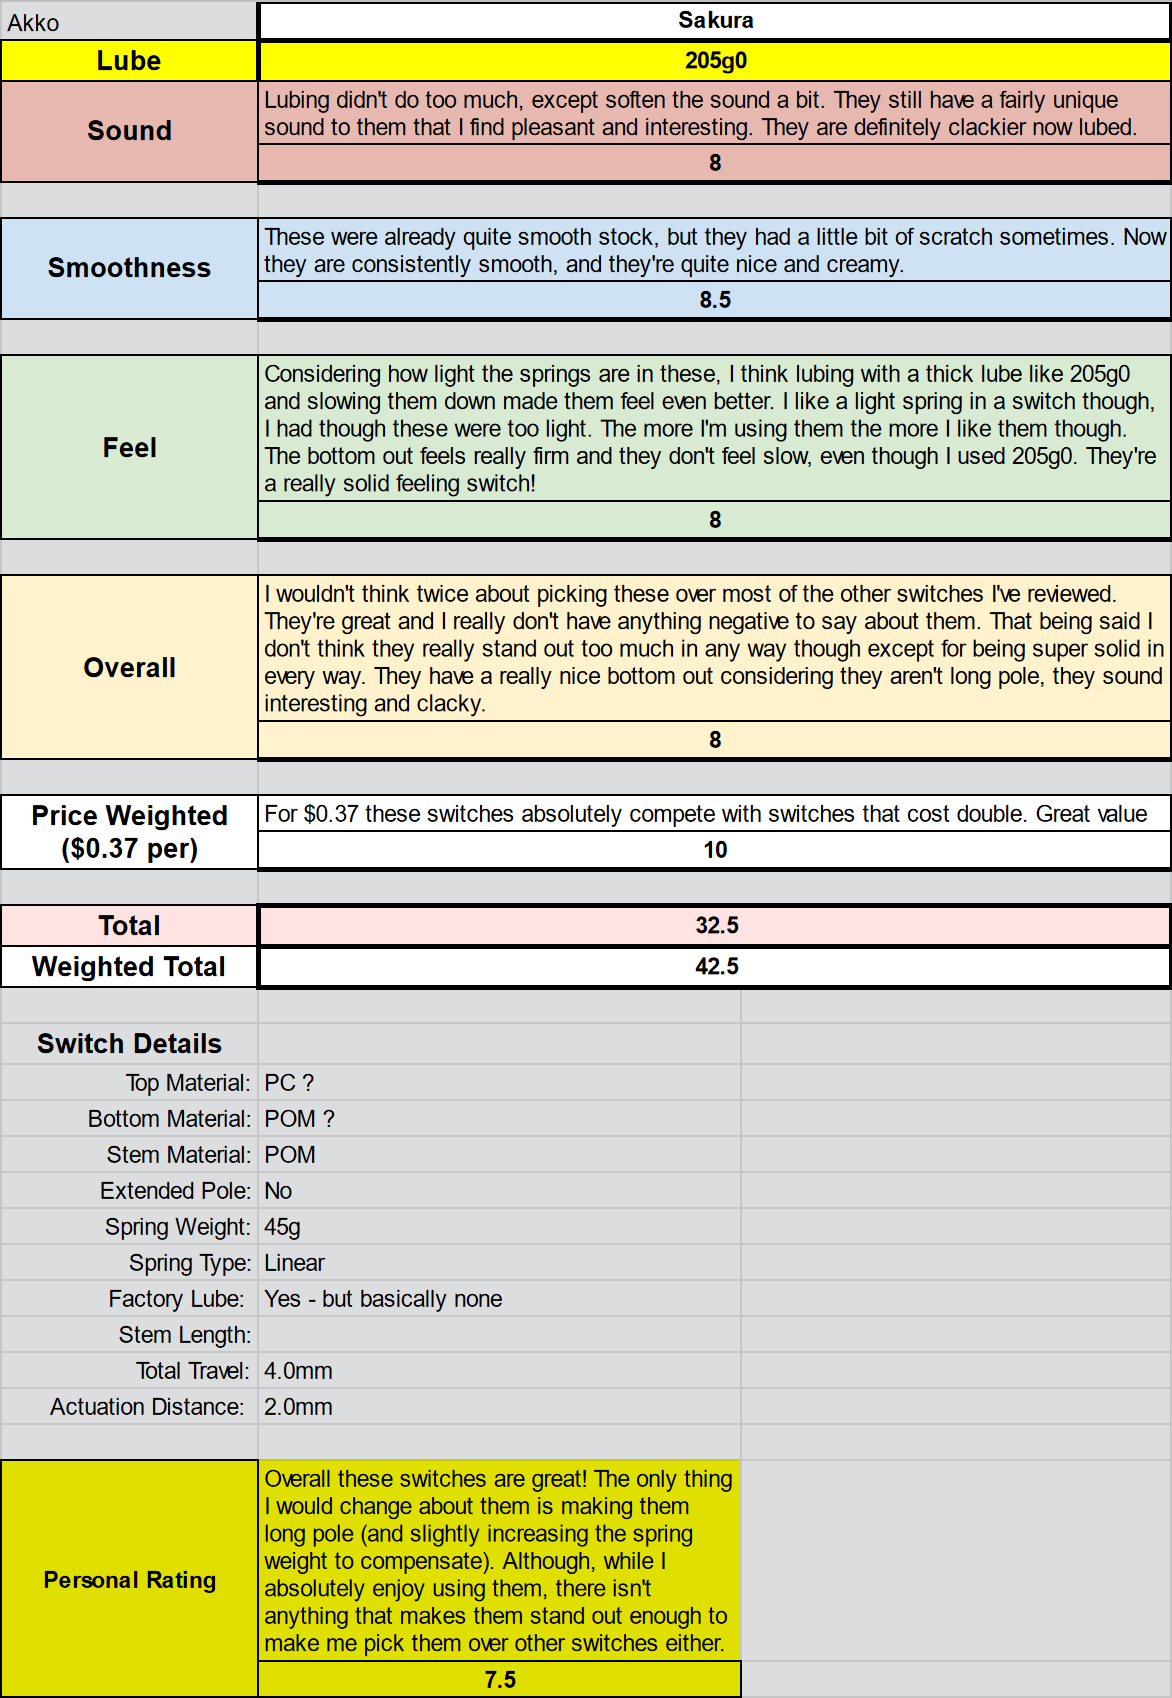 Akko
Sakura
Lube
205g0
Sound
Lubing didn't do too much, except soften the sound a bit. They still have a fairly unique
sound to them that I find pleasant and interesting. They are definitely clackier now lubed.
8
Smoothness
These were already quite smooth stock, but they had a little bit of scratch sometimes. Now
they are consistently smooth, and they're quite nice and creamy.
8.5
Feel
Considering how light the springs are in these, I think lubing with a thick lube like 205g0
and slowing them down made them feel even better. I like a light spring in a switch though,
I had though these were too light. The more I'm using them the more I like them though.
The bottom out feels really firm and they don't feel slow, even though I used 205g0. They're
a really solid feeling switch!
8
Overall
I wouldn't think twice about picking these over most of the other switches I've reviewed.
They're great and I really don't have anything negative to say about them. That being said I
don't think they really stand out too much in any way though except for being super solid in
every way. They have a really nice bottom out considering they aren't long pole, they sound
interesting and clacky.
8
Price Weighted
($0.37 per)
For $0.37 these switches absolutely compete with switches that cost double. Great value
10
Total
32.5
Weighted Total
42.5
Switch Details
Top Material: PC ?
Bottom Material: POM ?
Stem Material: POM
Extended Pole: No
Spring Weight: 45g
Spring Type: Linear
Factory Lube: Yes - but basically none
Stem Length:
Total Travel: 4.0mm
Actuation Distance: 2.0mm
Personal Rating
Overall these switches are great! The only thing
I would change about them is making them
long pole (and slightly increasing the spring
weight to compensate). Although, while I
absolutely enjoy using them, there isn't
anything that makes them stand out enough to
make me pick them over other switches either.
7.5